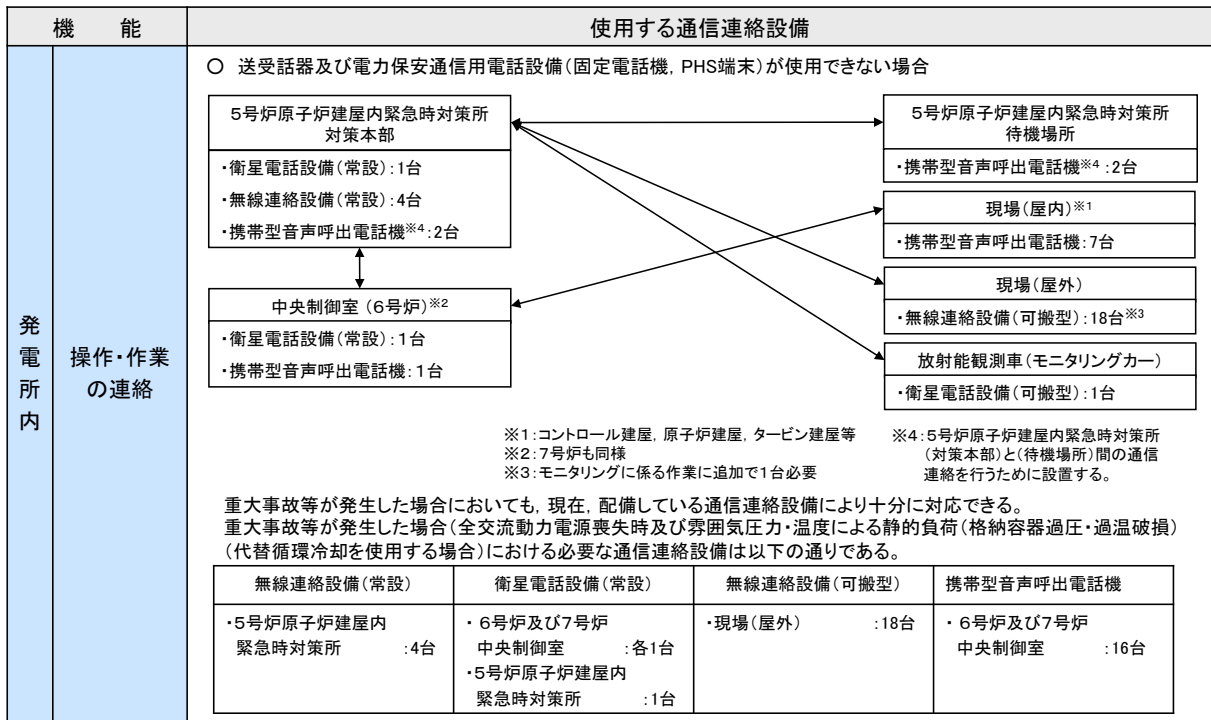 機　能
使用する通信連絡設備
発電所内
操作・作業
の連絡
○ 送受話器及び電力保安通信用電話設備（固定電話機，PHS端末）が使用できない場合
5号炉原子炉建屋内緊急時対策所
対策本部
・衛星電話設備（常設）：1台
・無線連絡設備（常設）：4台
・携帯型音声呼出電話機※4：2台
中央制御室（6号炉）※2
・衛星電話設備（常設）：1台
・携帯型音声呼出電話機：1台
5号炉原子炉建屋内緊急時対策所
待機場所
・携帯型音声呼出電話機※4：2台
現場（屋内）※1
・携帯型音声呼出電話機：7台
現場（屋外）
・無線連絡設備（可搬型）：18台※3
放射能観測車（モニタリングカー）
・衛星電話設備（可搬型）：1台
※1：コントロール建屋，原子炉建屋，タービン建屋等
※2：7号炉も同様
※3：モニタリングに係る作業に追加で1台必要
※4：5号炉原子炉建屋内緊急時対策所
（対策本部）と（待機場所）間の通信
連絡を行うために設置する。
重大事故等が発生した場合においても，現在，配備している通信連絡設備により十分に対応できる。
重大事故等が発生した場合（全交流動力電源喪失時及び雰囲気圧力・温度による静的負荷（格納容器過圧・過温破損）
（代替循環冷却を使用する場合）における必要な通信連絡設備は以下の通りである。
無線連絡設備（常設）
衛星電話設備（常設）
無線連絡設備（可搬型）
携帯型音声呼出電話機
・5号炉原子炉建屋内
緊急時対策所　：4台
・6号炉及び7号炉
中央制御室　：各1台
・5号炉原子炉建屋内
緊急時対策所　：1台
・現場（屋外）　：18台
・6号炉及び7号炉
中央制御室　：16台